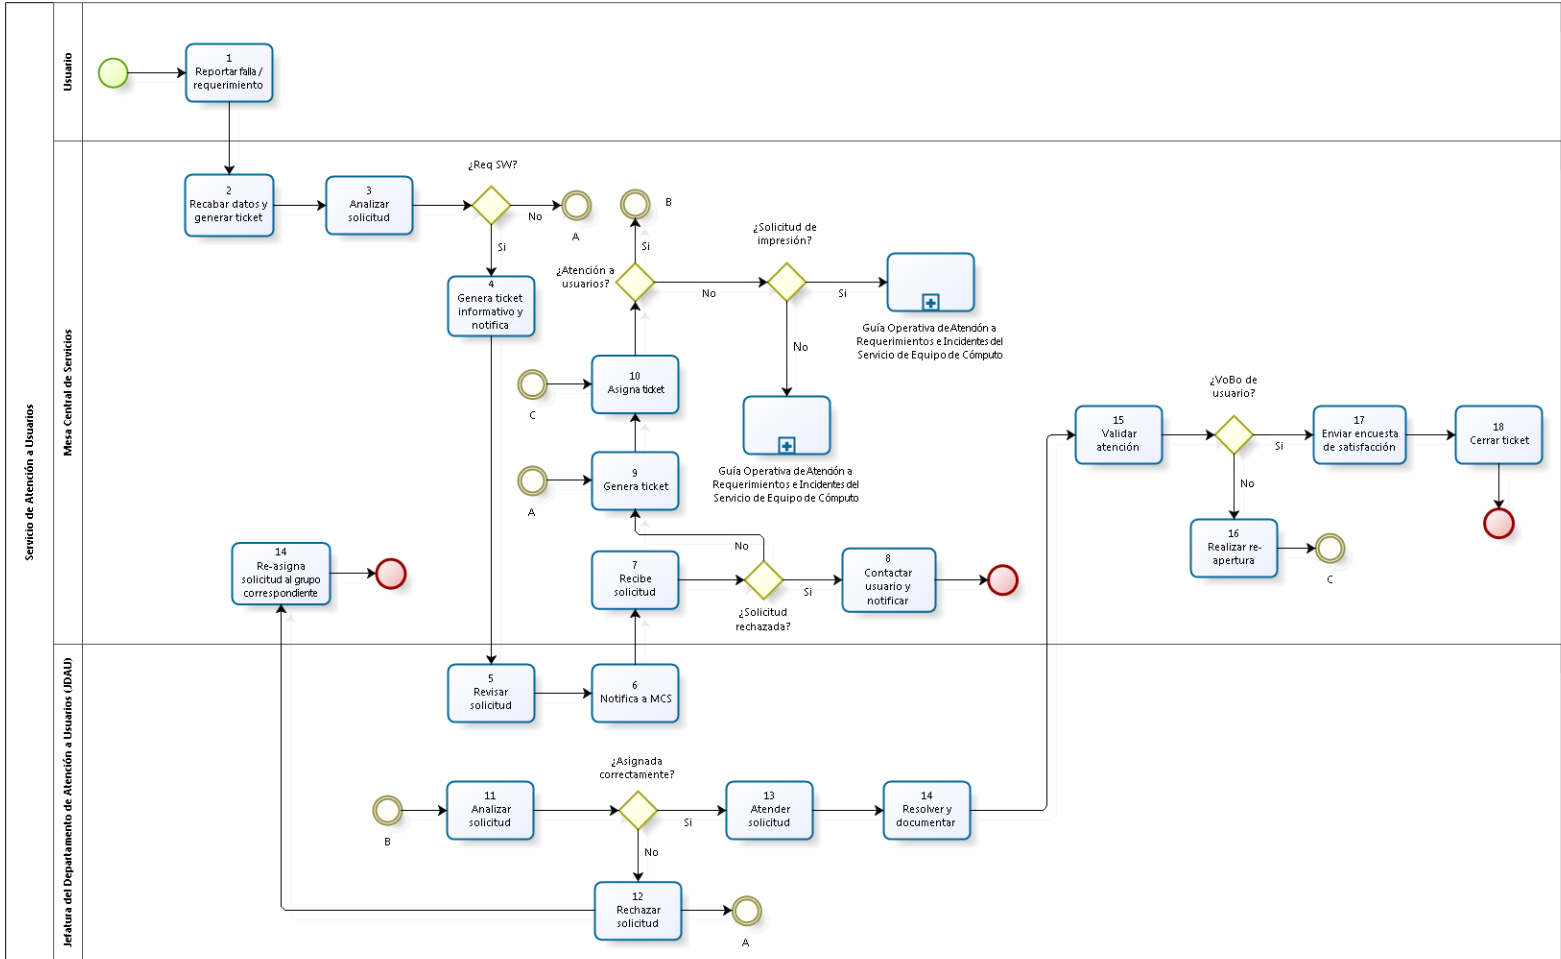 Servicio de Atención a Usuarios
Usuario
1
Reportar falla /
requerimiento
Mesa Central de Servicios
2
Recabar datos y
generar ticket
3
Analizar
solicitud
¿Req SW?
No
A
Si
4
Genera ticket
informativo y
notifica
B
Si
¿Atención a
usuarios?
No
¿Solicitud de
impresión?
Si
Guía Operativa de Atención a
Requerimientos e Incidentes del
Servicio de Equipo de Cómputo
No
Guía Operativa de Atención a
Requerimientos e Incidentes del
Servicio de Equipo de Cómputo
C
10
Asigna ticket
A
9
Genera ticket
No
7
Recibe
solicitud
¿Solicitud
rechazada?
Si
8
Contactar
usuario y
notificar
14
Re-asigna
solicitud al grupo
correspondiente
15
Validar
atención
¿VoBo de
usuario?
Si
17
Enviar encuesta
de satisfacción
18
Cerrar ticket
No
16
Realizar re-
apertura
C
Jefatura del Departamento de Atención a Usuarios (JDAU)
5
Revisar
solicitud
6
Notifica a MCS
B
11
Analizar
solicitud
¿Asignada
correctamente?
Si
13
Atender
solicitud
14
Resolver y
documentar
No
12
Rechazar
solicitud
A